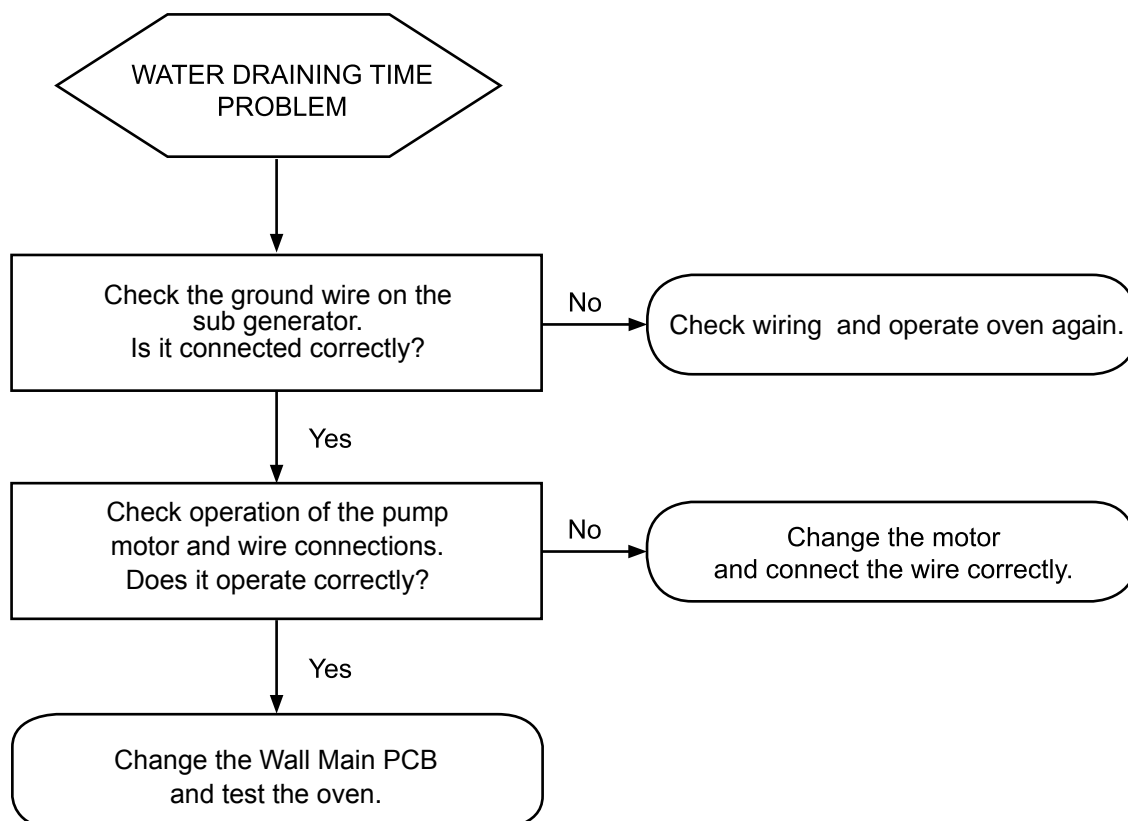 WATER DRAINING TIME
PROBLEM
Check the ground wire on the
sub generator.
Is it connected correctly?
No
Check wiring  and operate oven again.
Yes
Check operation of the pump
motor and wire connections.
Does it operate correctly?
No
Change the motor
and connect the wire correctly.
Yes
Change the Wall Main PCB
and test the oven.